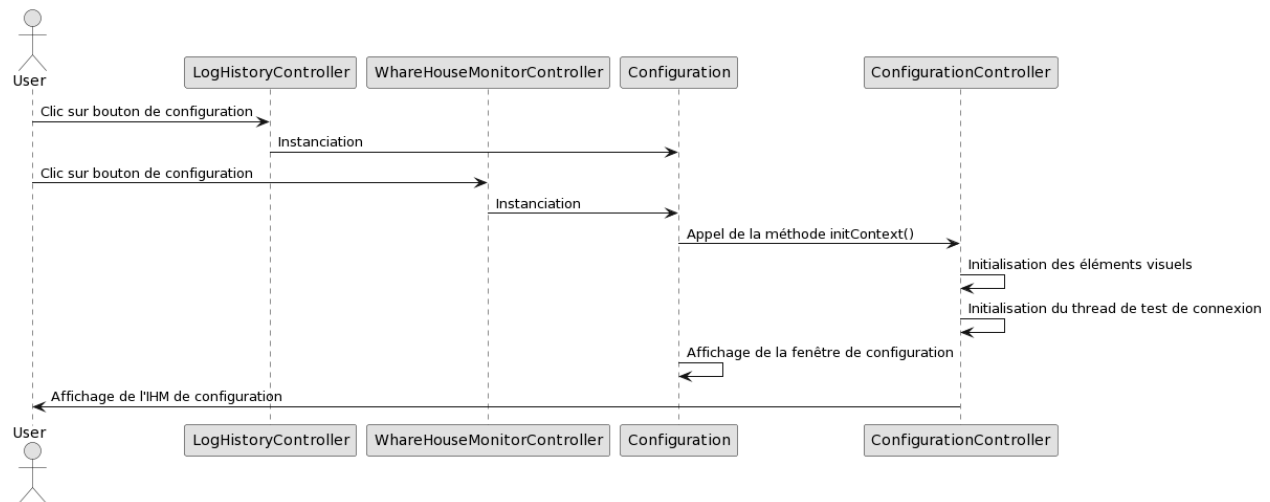 User
LogHistoryController
WhareHouseMonitorController
Configuration
ConfigurationController
Clic sur bouton de configuration
Instanciation
Clic sur bouton de configuration
Instanciation
Appel de la méthode initContext()
Initialisation des éléments visuels
Initialisation du thread de test de connexion
Affichage de la fenêtre de configuration
Affichage de l'IHM de configuration
User
LogHistoryController
WhareHouseMonitorController
Configuration
ConfigurationController